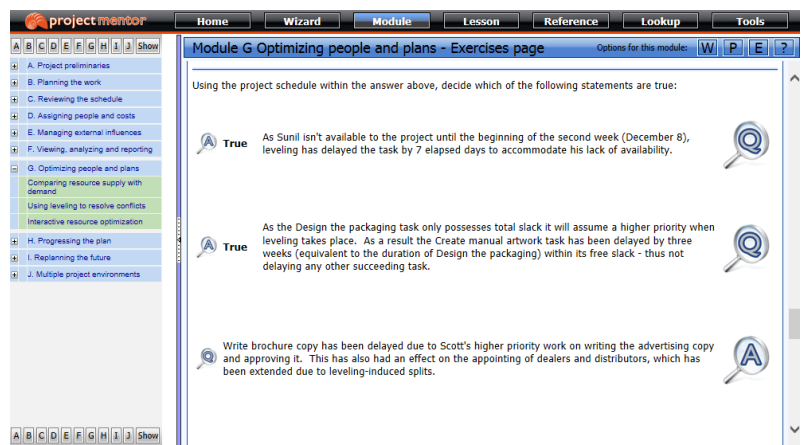 project mentor
Home Wizard Module Lesson Reference Lookup Tools
A B C D E F G H I J Show
Module G Optimizing people and plans - Exercises page
Options for this module: W P E ?
A. Project preliminaries
B. Planning the work
C. Reviewing the schedule
D. Assigning people and costs
E. Managing external influences
F. Viewing, analyzing and reporting
G. Optimizing people and plans
Comparing resource supply with
demand
Using leveling to resolve conflicts
Interactive resource optimization
H. Progressing the plan
I. Replanning the future
J. Multiple project environments
A B C D E F G H I J Show
Using the project schedule within the answer above, decide which of the following statements are true:
A True
As Sunil isn't available to the project until the beginning of the second week (December 8),
leveling has delayed the task by 7 elapsed days to accommodate his lack of availability.
Q
A True
As the Design the packaging task only possesses total slack it will assume a higher priority when
leveling takes place. As a result the Create manual artwork task has been delayed by three
weeks (equivalent to the duration of Design the packaging) within its free slack - thus not
delaying any other succeeding task.
Q
Q
Write brochure copy has been delayed due to Scott's higher priority work on writing the advertising copy
and approving it. This has also had an effect on the appointing of dealers and distributors, which has
been extended due to leveling-induced splits.
A